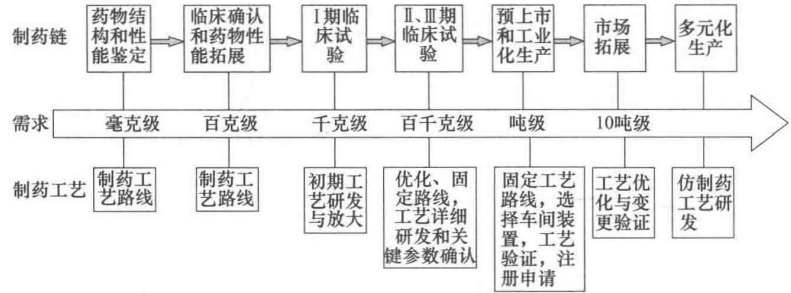 制药链
药物结
构和性
能鉴定
临床确认
和药物性
能拓展
Ⅰ期临
床试
验
Ⅱ、Ⅲ期
临床试
验
预上市
和工业
化生产
市场
拓展
多元化
生产
需求
毫克级
百克级
千克级
百千克级
吨级
10吨级
制药工艺
制药工
艺路线
制药工
艺路线
初期工
艺研发
与放大
优化、固
定路线，
工艺详细
研发和关
键参数确认
固定工艺
路线，选
择车间装
置，工艺
验证，注
册申请
工艺优
化与变
更验证
仿制药
工艺研
发